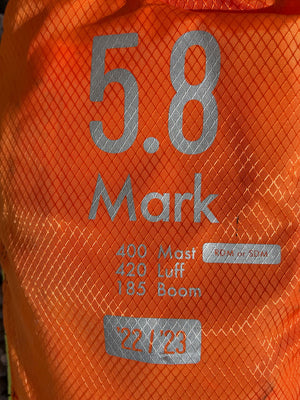 5.8
Mark
400 Mast RDM or SDM
420 Luff
185 Boom
'22 / '23